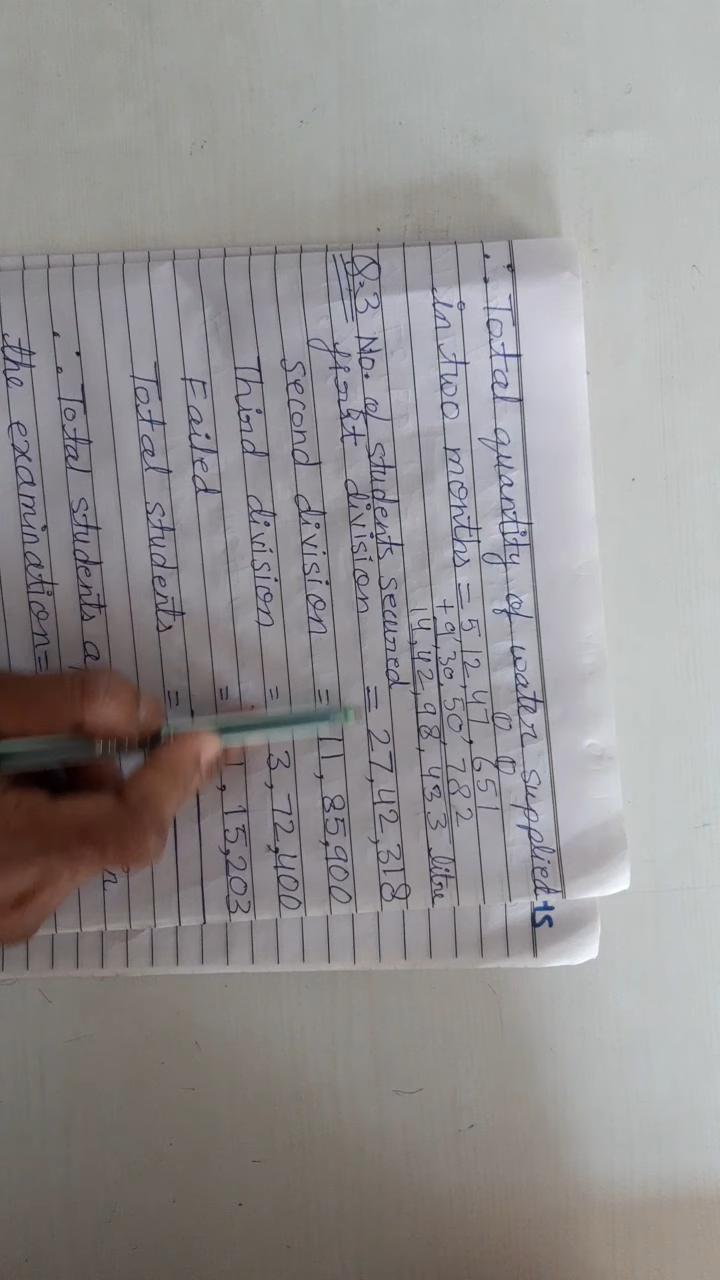 ∴ Total quantity of water supplied is
in two months = 5,12,47,651
+9,30,50,782
14,42,98,433 litre
Q.3 No. of students secured
first division = 27,42,318
second division = 11,85,900
Third division = 3,72,400
Failed = 1,15,203
Total students =
∴ Total students
the examination =